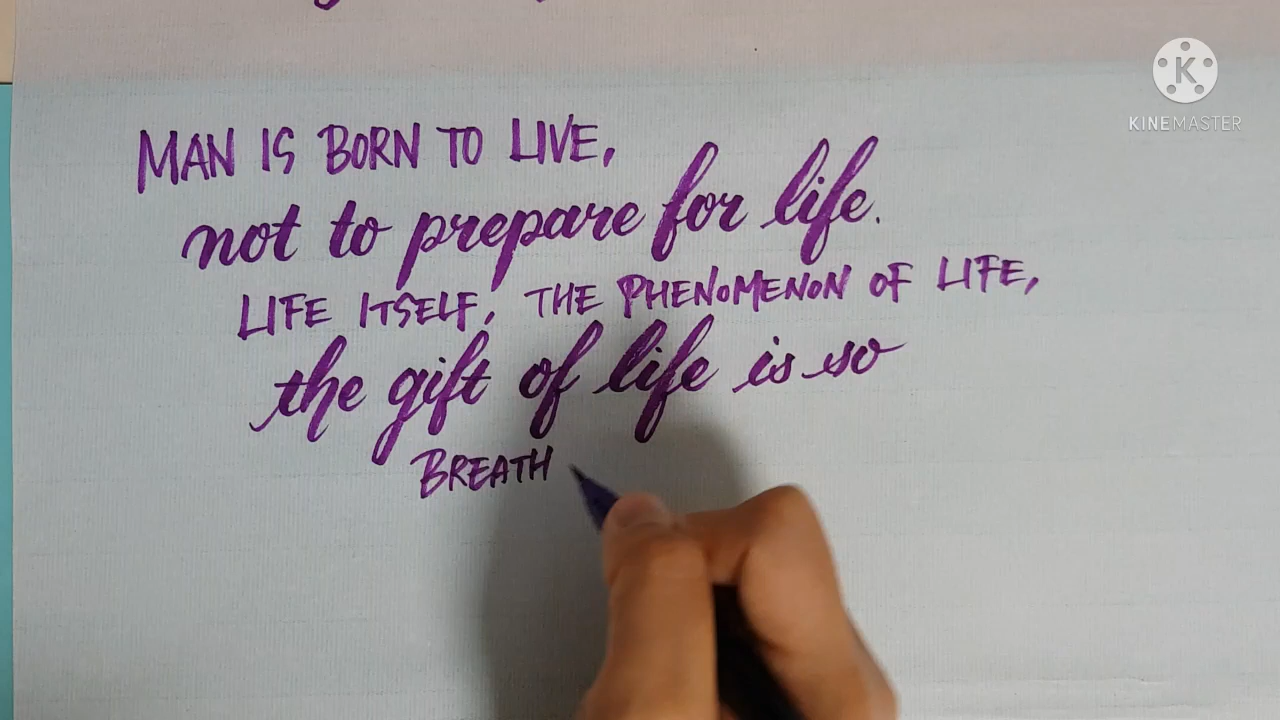 MAN IS BORN TO LIVE,
not to prepare for life.
LIFE ITSELF, THE PHENOMENON OF LIFE,
the gift of life is so
BREATH
KINEMASTER